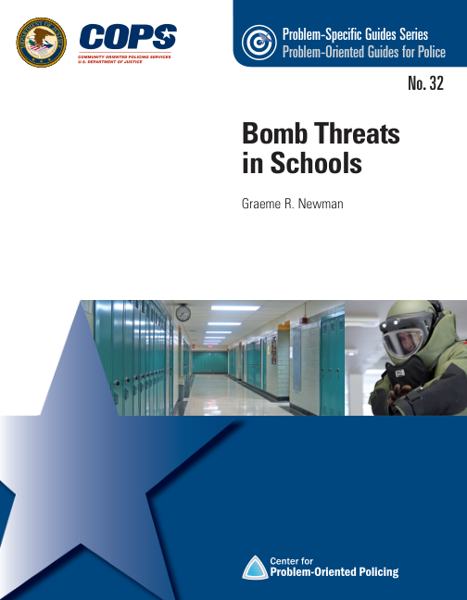 COPS
COMMUNITY ORIENTED POLICING SERVICES
U.S. DEPARTMENT OF JUSTICE
Problem-Specific Guides Series
Problem-Oriented Guides for Police
No. 32
Bomb Threats
in Schools
Graeme R. Newman
Center for
Problem-Oriented Policing